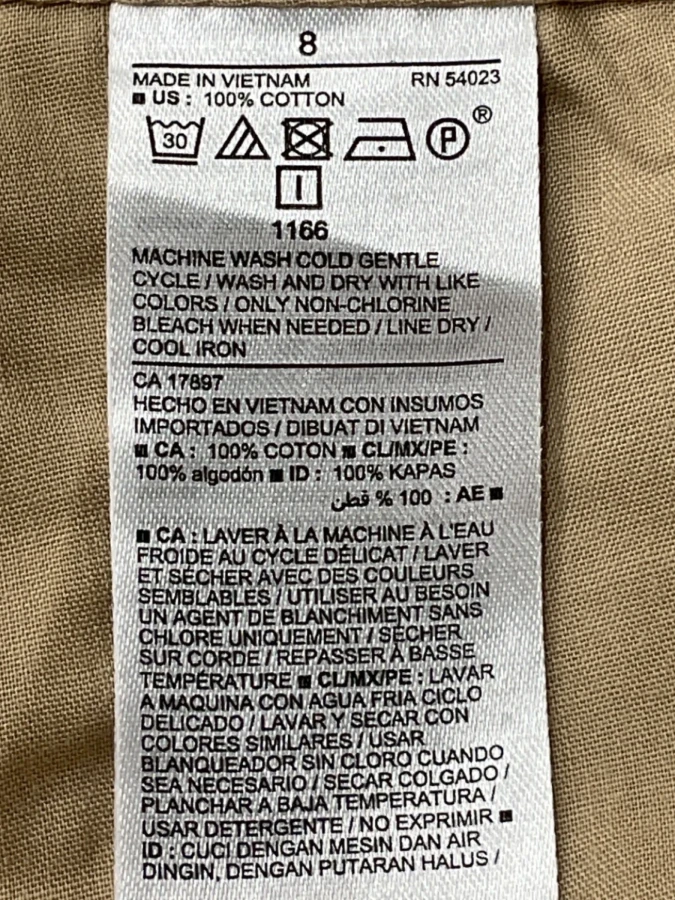 8
MADE IN VIETNAM RN 54023
■ US : 100% COTTON
30 P ®
I
1166
MACHINE WASH COLD GENTLE
CYCLE / WASH AND DRY WITH LIKE
COLORS / ONLY NON-CHLORINE
BLEACH WHEN NEEDED / LINE DRY /
COOL IRON
CA 17897
HECHO EN VIETNAM CON INSUMOS
IMPORTADOS / DIBUAT DI VIETNAM
■ CA : 100% COTON ■ CL/MX/PE :
100% algodón ■ ID : 100% KAPAS
■ AE : 100 % قطن
■ CA : LAVER À LA MACHINE À L'EAU
FROIDE AU CYCLE DÉLICAT / LAVER
ET SÉCHER AVEC DES COULEURS
SEMBLABLES / UTILISER AU BESOIN
UN AGENT DE BLANCHIMENT SANS
CHLORE UNIQUEMENT / SÉCHER
SUR CORDE / REPASSER À BASSE
TEMPÉRATURE ■ CL/MX/PE : LAVAR
A MAQUINA CON AGUA FRIA CICLO
DELICADO / LAVAR Y SECAR CON
COLORES SIMILARES / USAR
BLANQUEADOR SIN CLORO CUANDO
SEA NECESARIO / SECAR COLGADO /
PLANCHAR A BAJA TEMPERATURA /
USAR DETERGENTE / NO EXPRIMIR ■
ID : CUCI DENGAN MESIN DAN AIR
DINGIN, DENGAN PUTARAN HALUS /